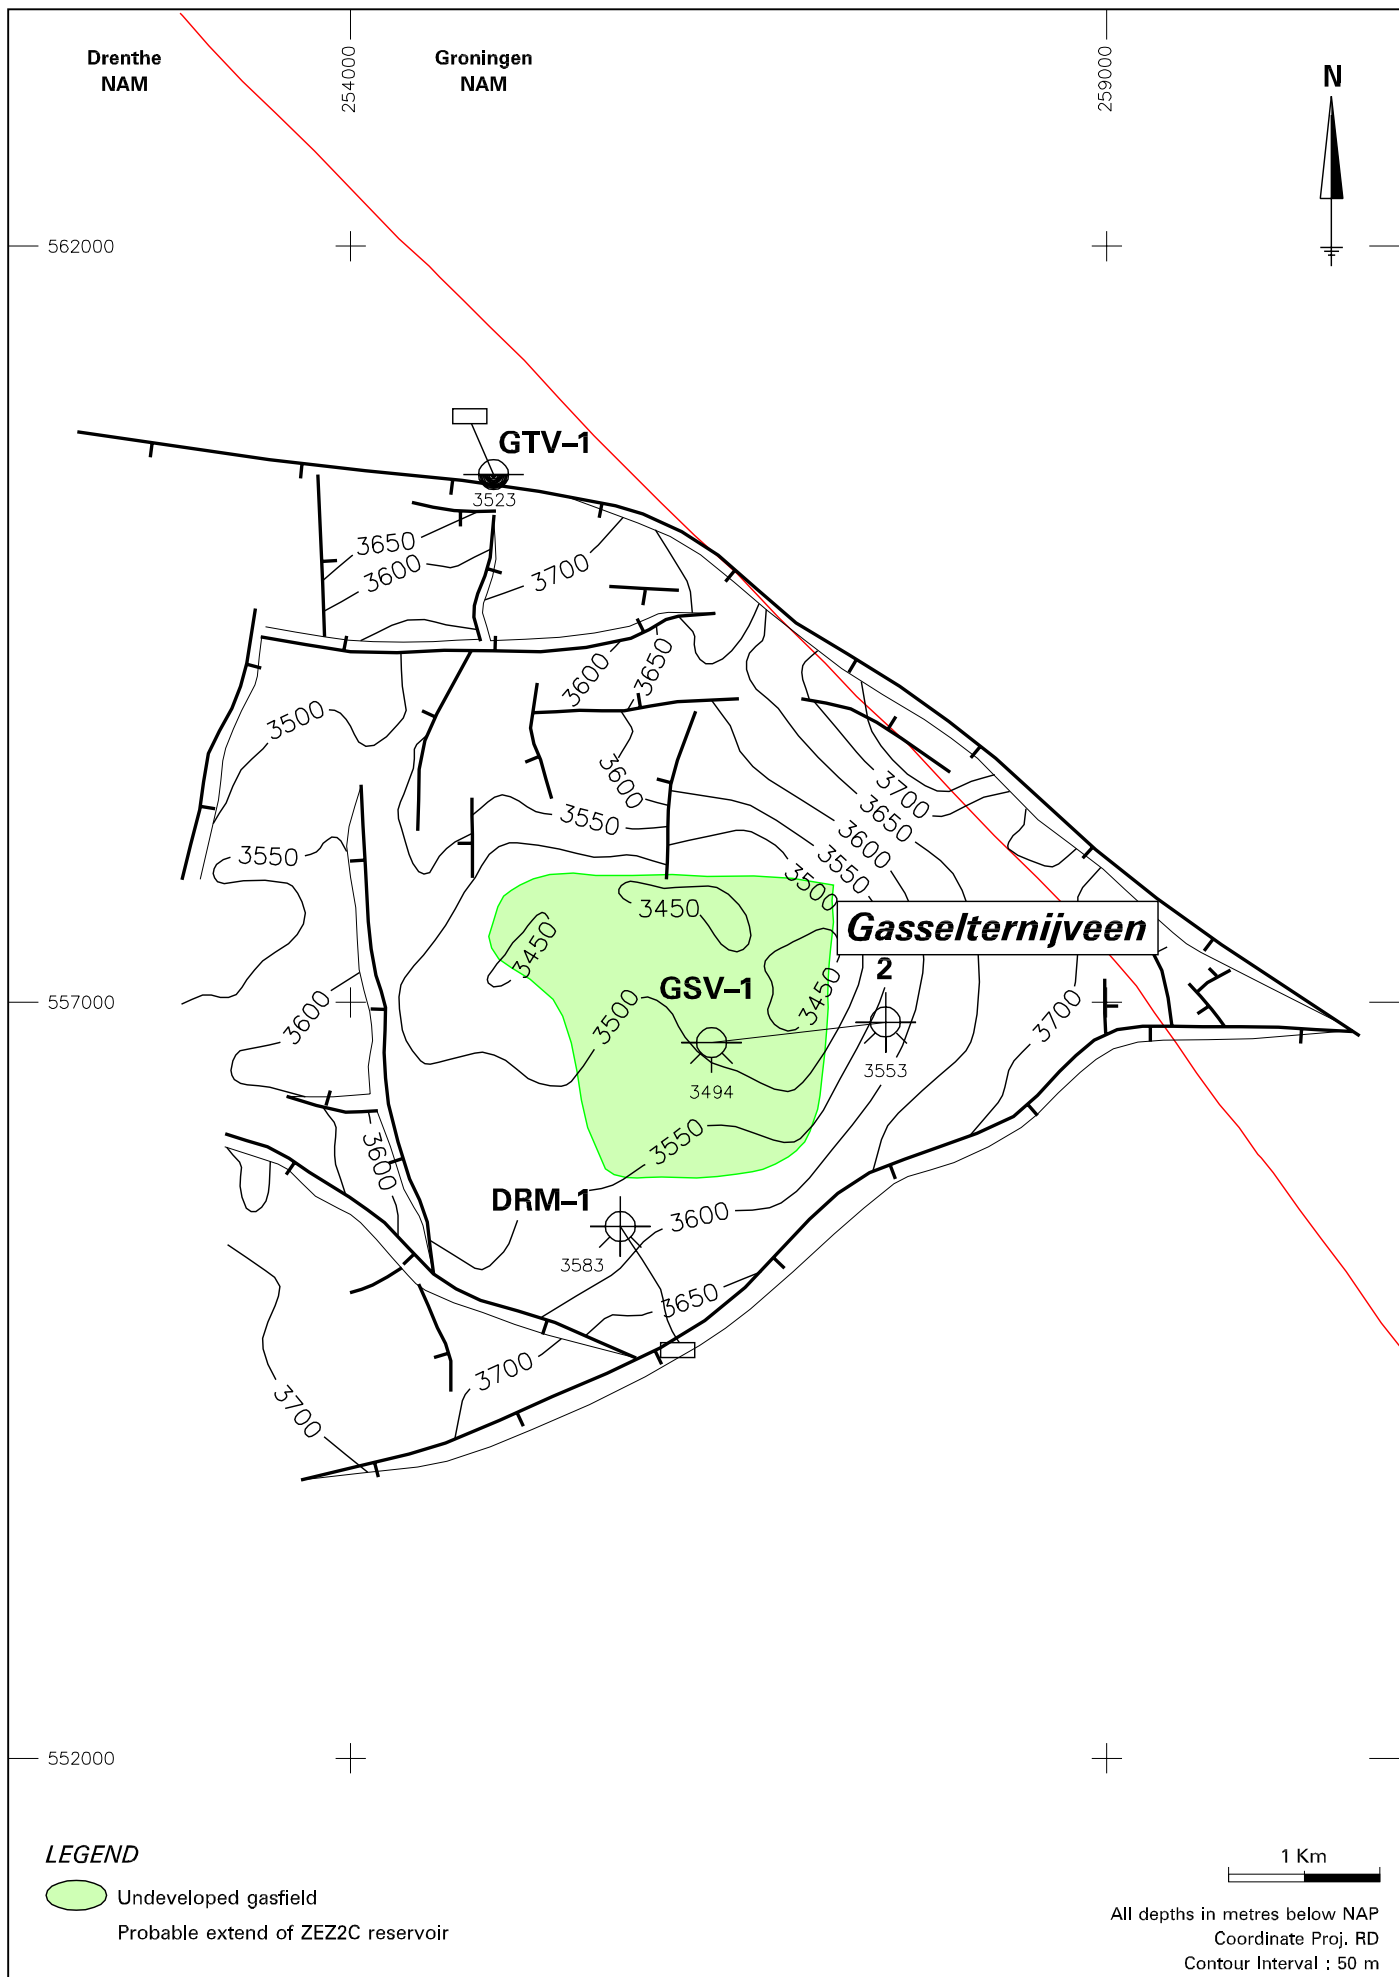 Drenthe
NAM
Groningen
NAM
254000
259000
N
562000
GTV–1
3523
3650
3600
3700
3600
3650
3500
3600
3550
3700
3650
3600
3550
3500
3550
3450
3450
3450
Gasselternijveen
2
GSV–1
557000
3600
3500
3700
3494
3553
3550
3600
DRM–1
3600
3583
3650
3700
3700
552000
LEGEND
Undeveloped gasfield
Probable extend of ZEZ2C reservoir
1 Km
All depths in metres below NAP
Coordinate Proj. RD
Contour Interval : 50 m